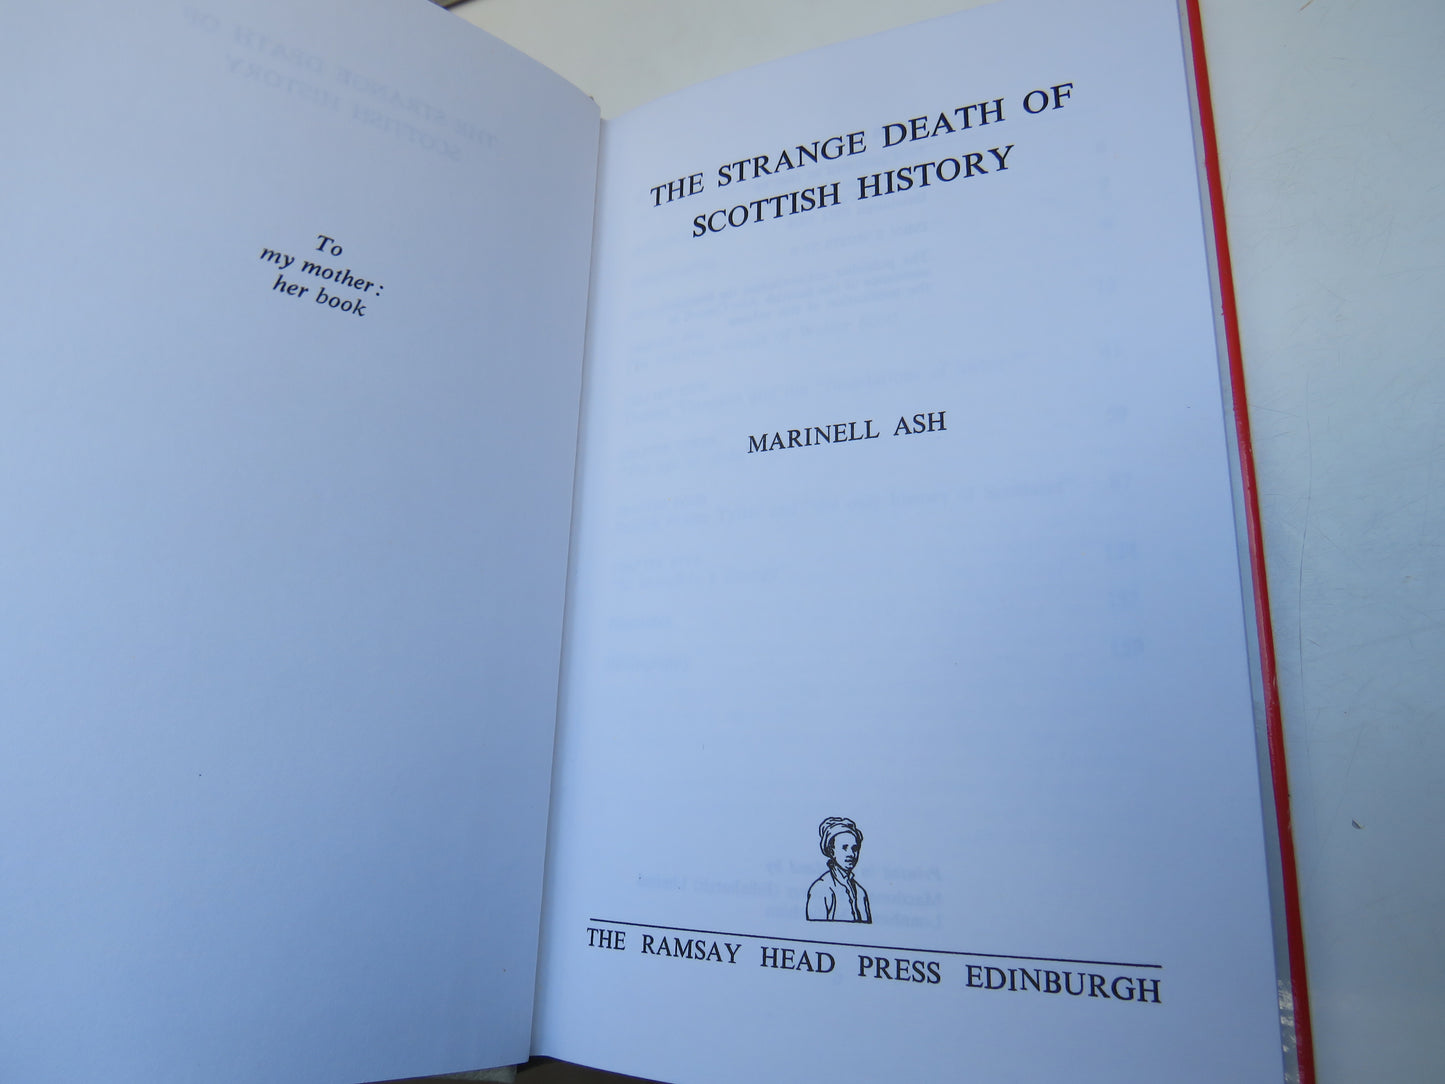 To
my mother:
her book
THE STRANGE DEATH OF
SCOTTISH HISTORY
MARINELL ASH
THE RAMSAY HEAD PRESS EDINBURGH